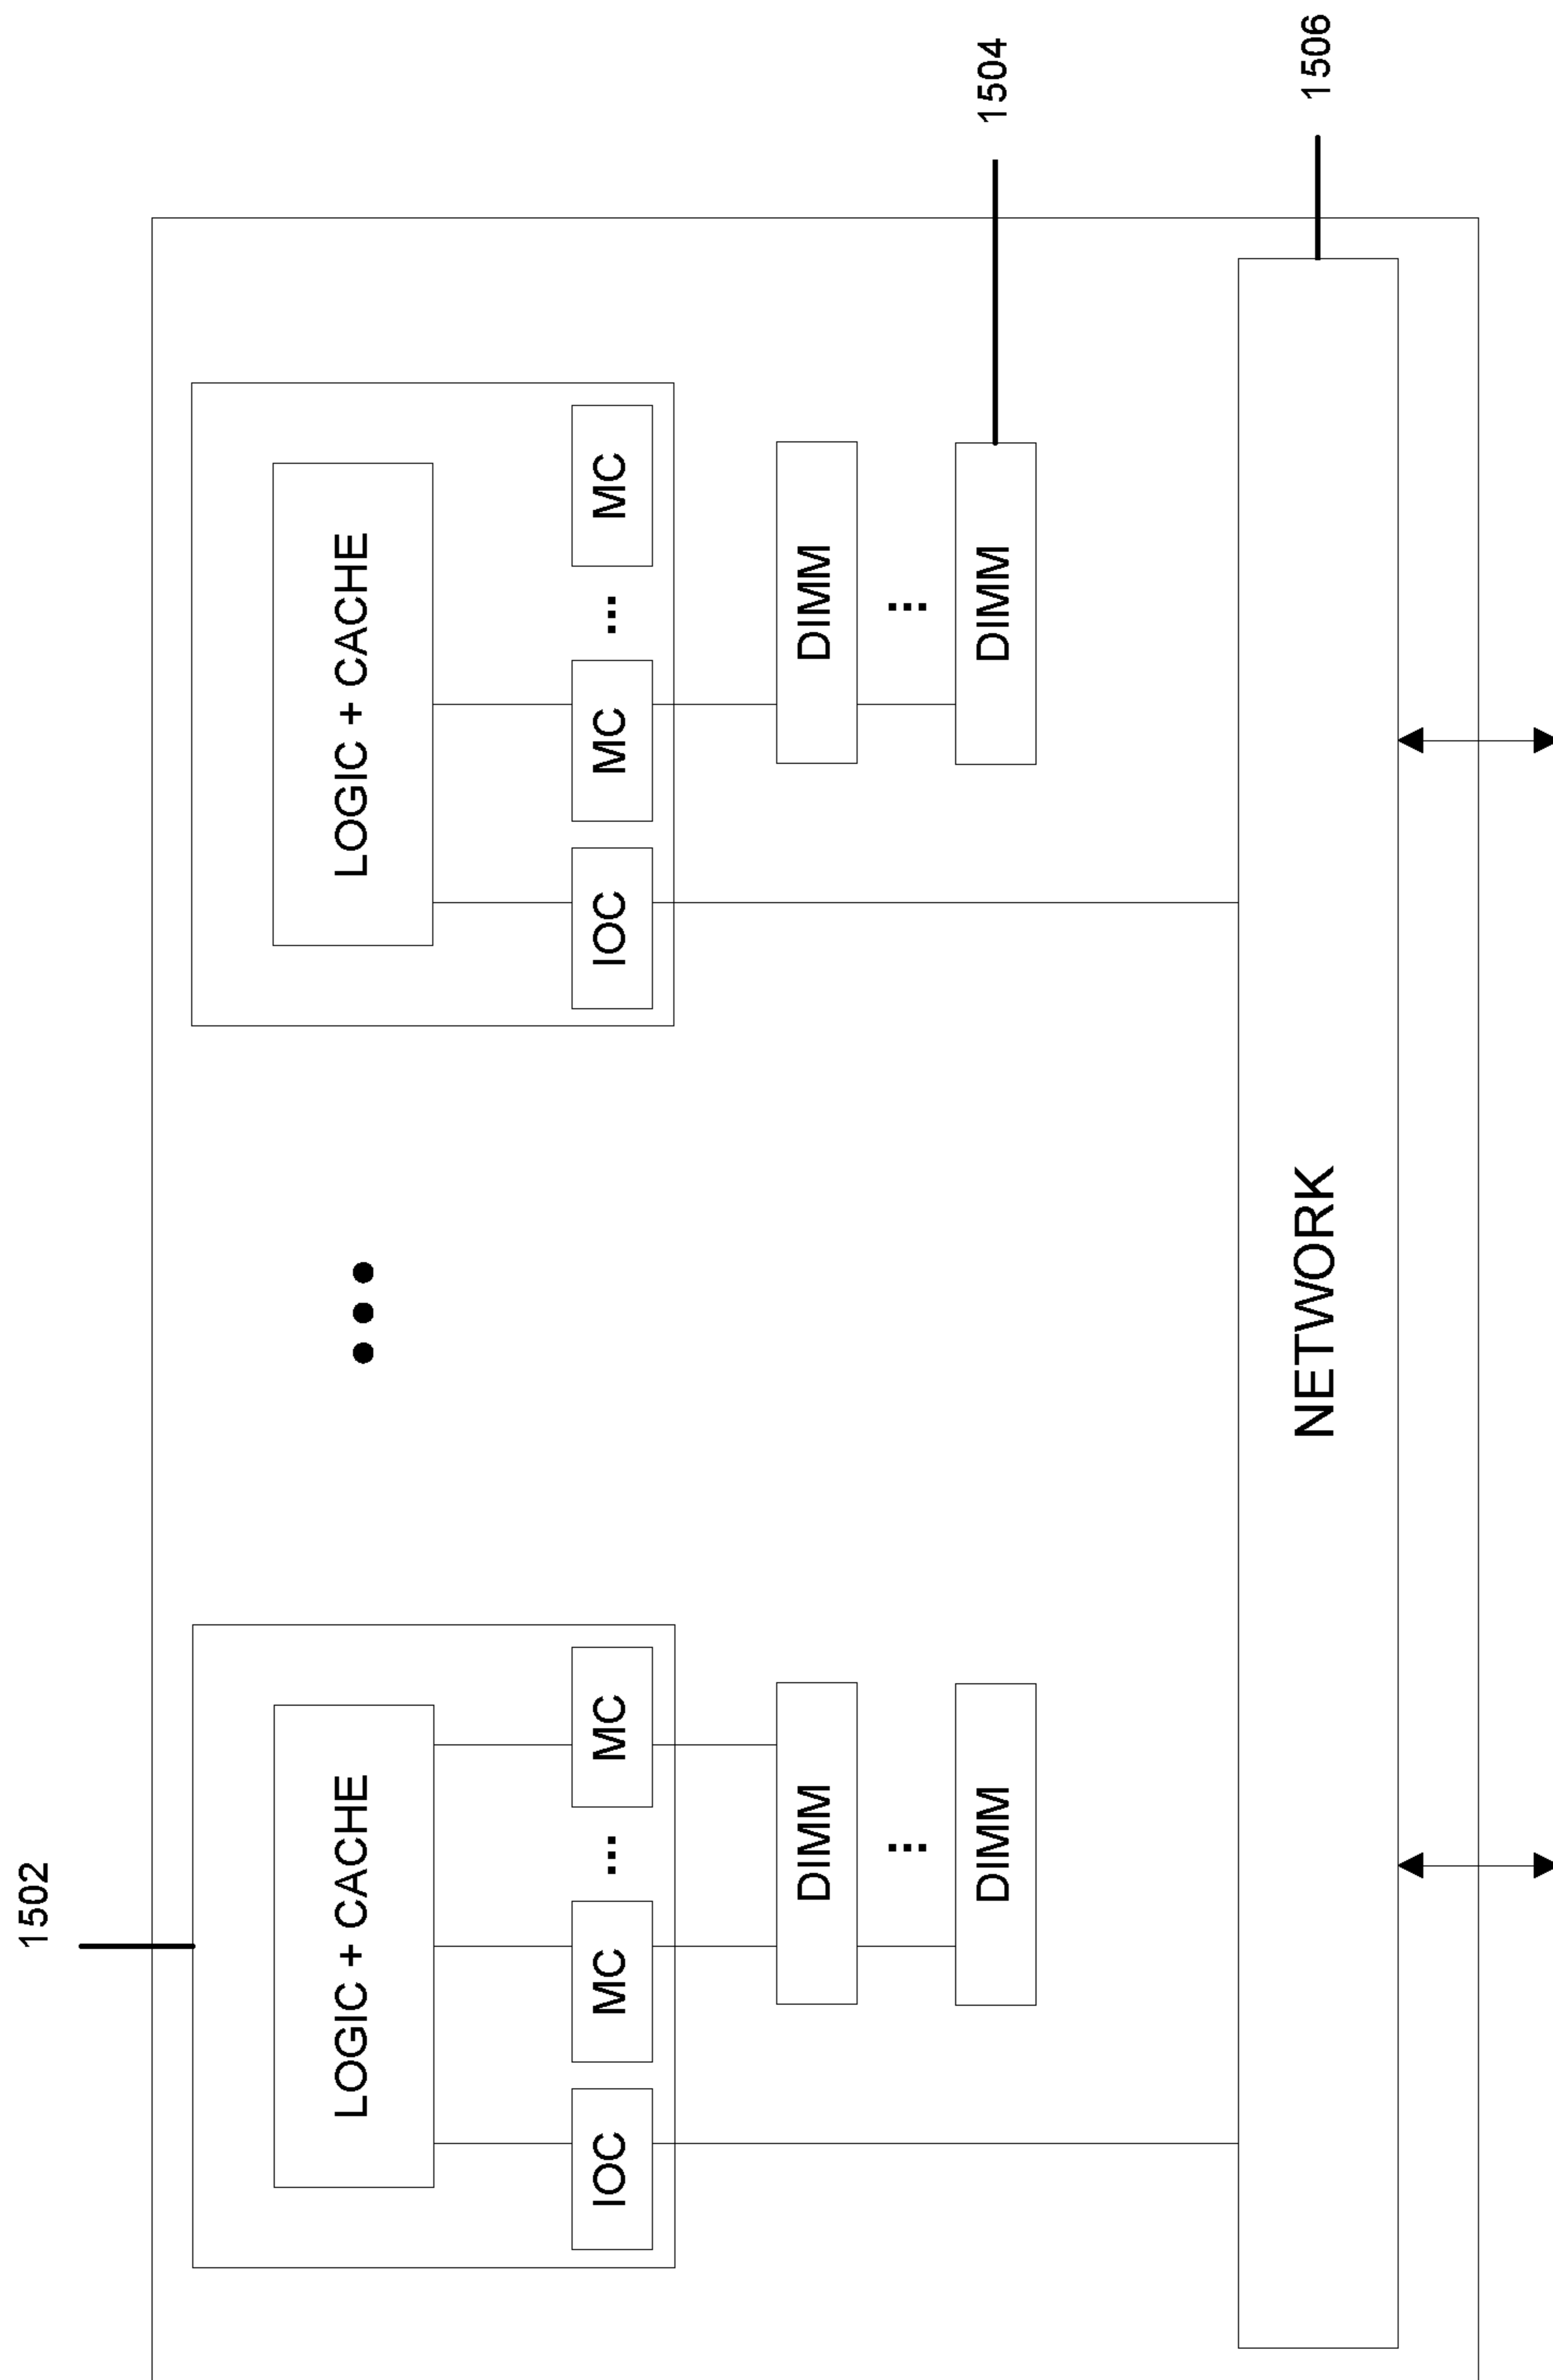 1502
LOGIC + CACHE
LOGIC + CACHE
IOC
MC
...
MC
IOC
MC
...
MC
DIMM
DIMM
...
...
DIMM
DIMM
1504
NETWORK
1506